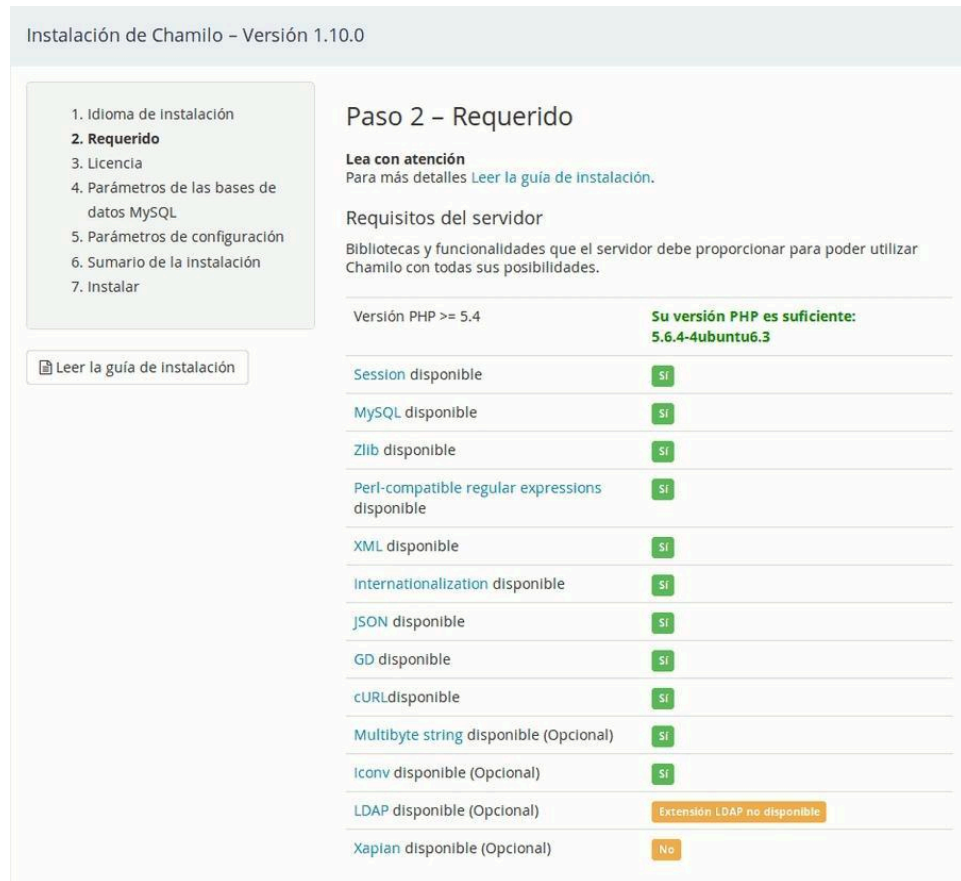 Instalación de Chamilo – Versión 1.10.0
1. Idioma de instalación
2. Requerido
3. Licencia
4. Parámetros de las bases de
datos MySQL
5. Parámetros de configuración
6. Sumario de la instalación
7. Instalar
Leer la guía de instalación
Paso 2 – Requerido
Lea con atención
Para más detalles Leer la guía de instalación.
Requisitos del servidor
Bibliotecas y funcionalidades que el servidor debe proporcionar para poder utilizar
Chamilo con todas sus posibilidades.
Versión PHP >= 5.4 Su versión PHP es suficiente:
5.6.4-4ubuntu6.3
Session disponible Sí
MySQL disponible Sí
Zlib disponible Sí
Perl-compatible regular expressions Sí
disponible
XML disponible Sí
Internationalization disponible Sí
JSON disponible Sí
GD disponible Sí
cURLdisponible Sí
Multibyte string disponible (Opcional) Sí
Iconv disponible (Opcional) Sí
LDAP disponible (Opcional) Extensión LDAP no disponible
Xapian disponible (Opcional) No